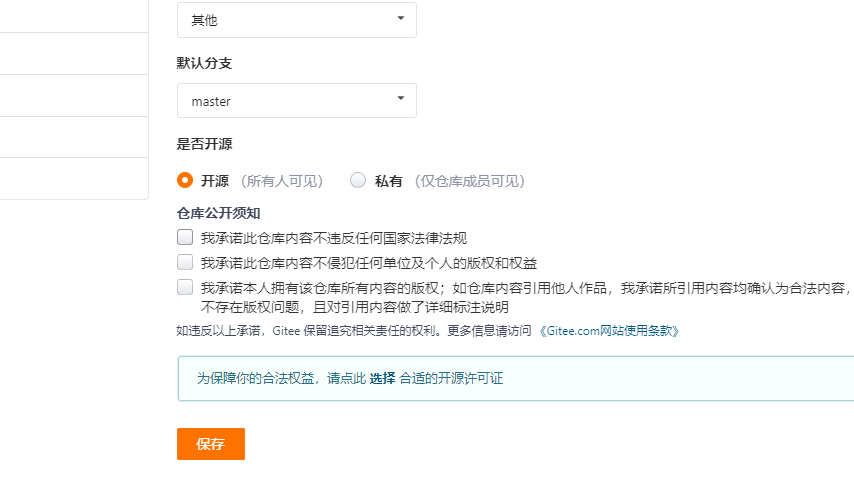 其他
默认分支
master
是否开源
开源 （所有人可见） 私有 （仅仓库成员可见）
仓库公开须知
我承诺此仓库内容不违反任何国家法律法规
我承诺此仓库内容不侵犯任何单位及个人的版权和权益
我承诺本人拥有该仓库所有内容的版权；如仓库内容引用他人作品，我承诺所引用内容均确认为合法内容，
不存在版权问题，且对引用内容做了详细标注说明
如违反以上承诺，Gitee 保留追究相关责任的权利。更多信息请访问 《Gitee.com网站使用条款》
为保障你的合法权益，请点此 选择 合适的开源许可证
保存